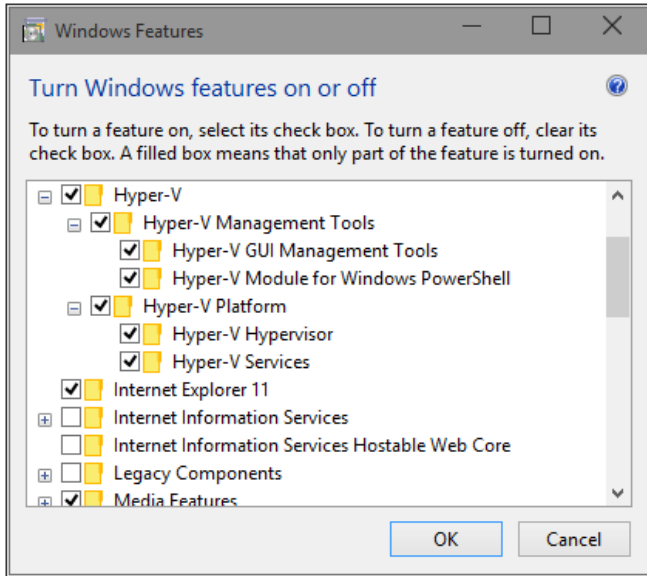 Windows Features
Turn Windows features on or off
To turn a feature on, select its check box. To turn a feature off, clear its
check box. A filled box means that only part of the feature is turned on.
Hyper-V
Hyper-V Management Tools
Hyper-V GUI Management Tools
Hyper-V Module for Windows PowerShell
Hyper-V Platform
Hyper-V Hypervisor
Hyper-V Services
Internet Explorer 11
Internet Information Services
Internet Information Services Hostable Web Core
Legacy Components
Media Features
OK Cancel